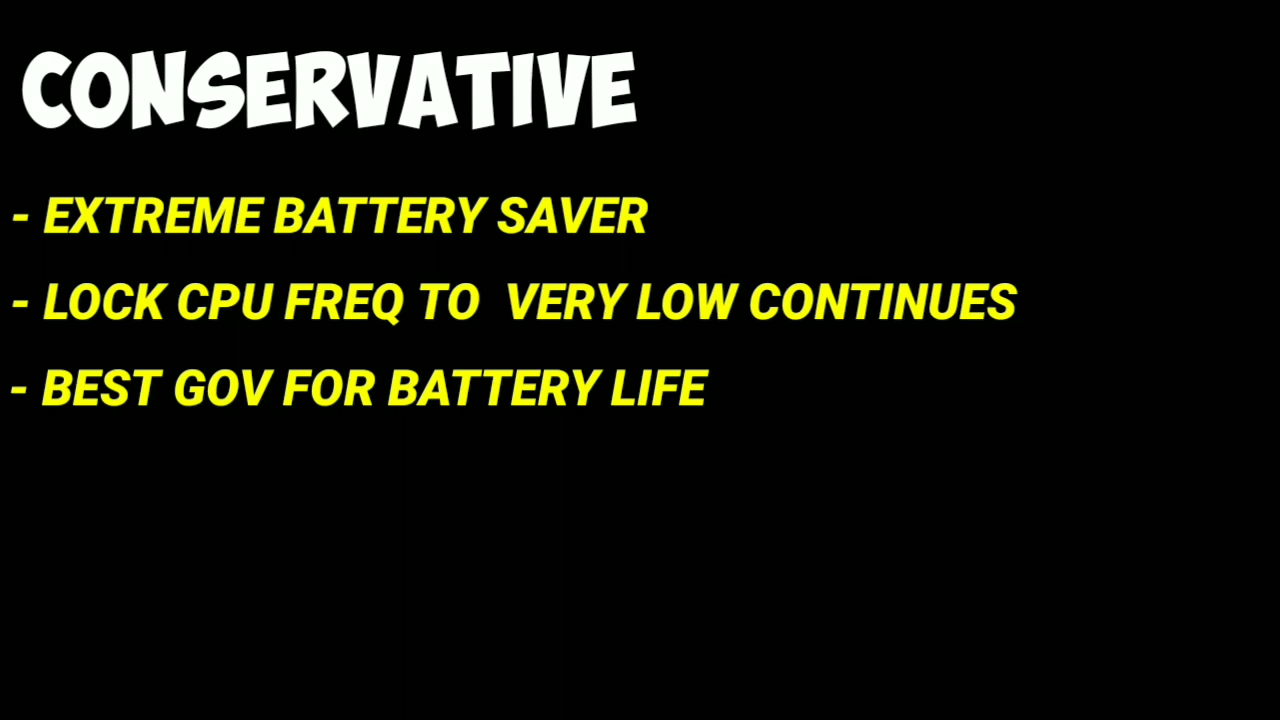 CONSERVATIVE
- EXTREME BATTERY SAVER
- LOCK CPU FREQ TO VERY LOW CONTINUES
- BEST GOV FOR BATTERY LIFE